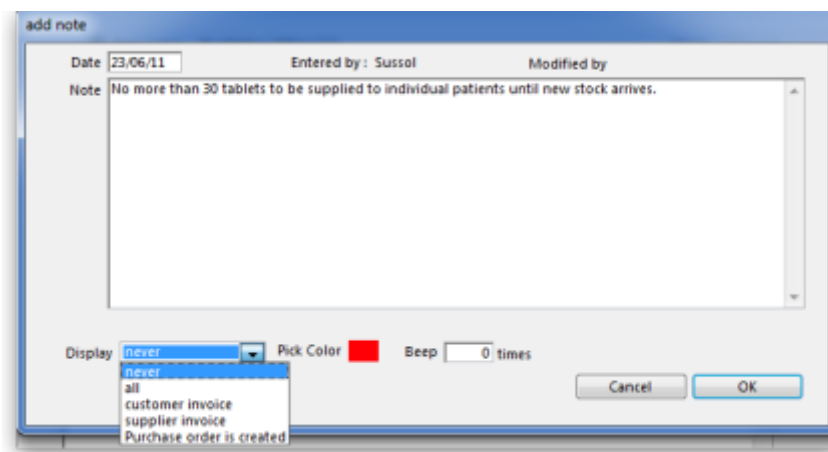 add note
Date 23/06/11 Entered by : Sussol Modified by
Note No more than 30 tablets to be supplied to individual patients until new stock arrives.
Display never Pick Color Beep 0 times
never
all
customer invoice
supplier invoice
Purchase order is created
Cancel OK